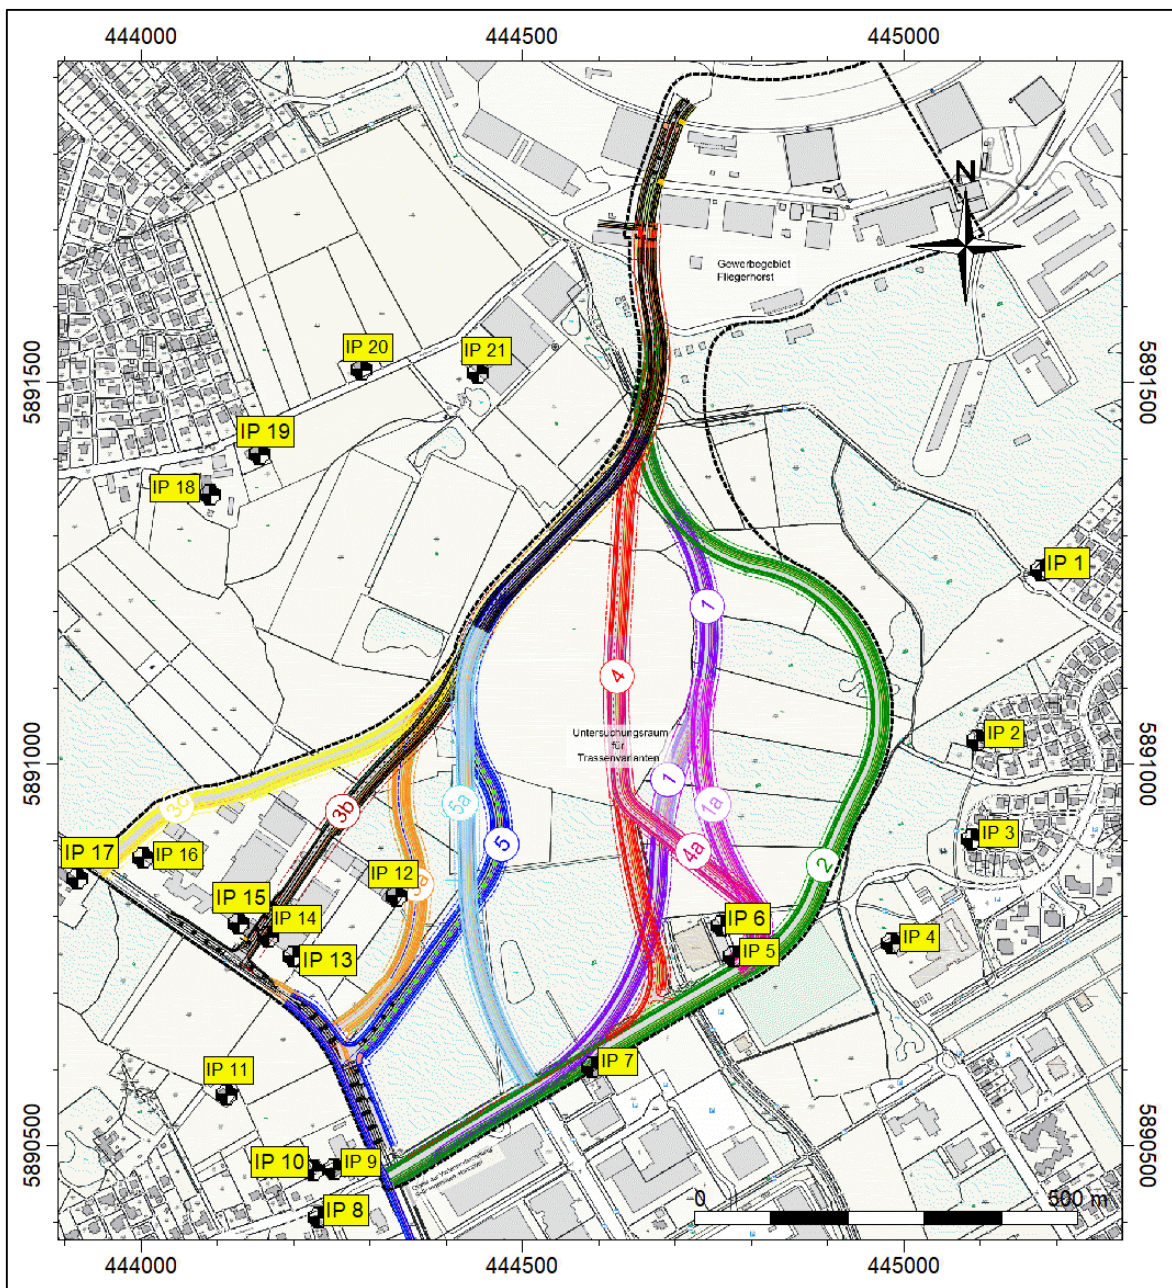 444000 444500 445000
N
Gewerbegebiet
Fliegerhorst
IP 20
IP 21
5891500
5891500
IP 19
IP 18
IP 1
1
4
IP 2
Untersuchungsraum
für
Trassenvarianten
5891000
5891000
1
3c
3b
5a
1a
5
4a
2
IP 3
IP 17
IP 16
IP 12
IP 15
IP 14
IP 13
IP 6
IP 5
IP 4
IP 7
IP 11
IP 10
IP 9
IP 8
5890500
5890500
0 500 m
444000 444500 445000